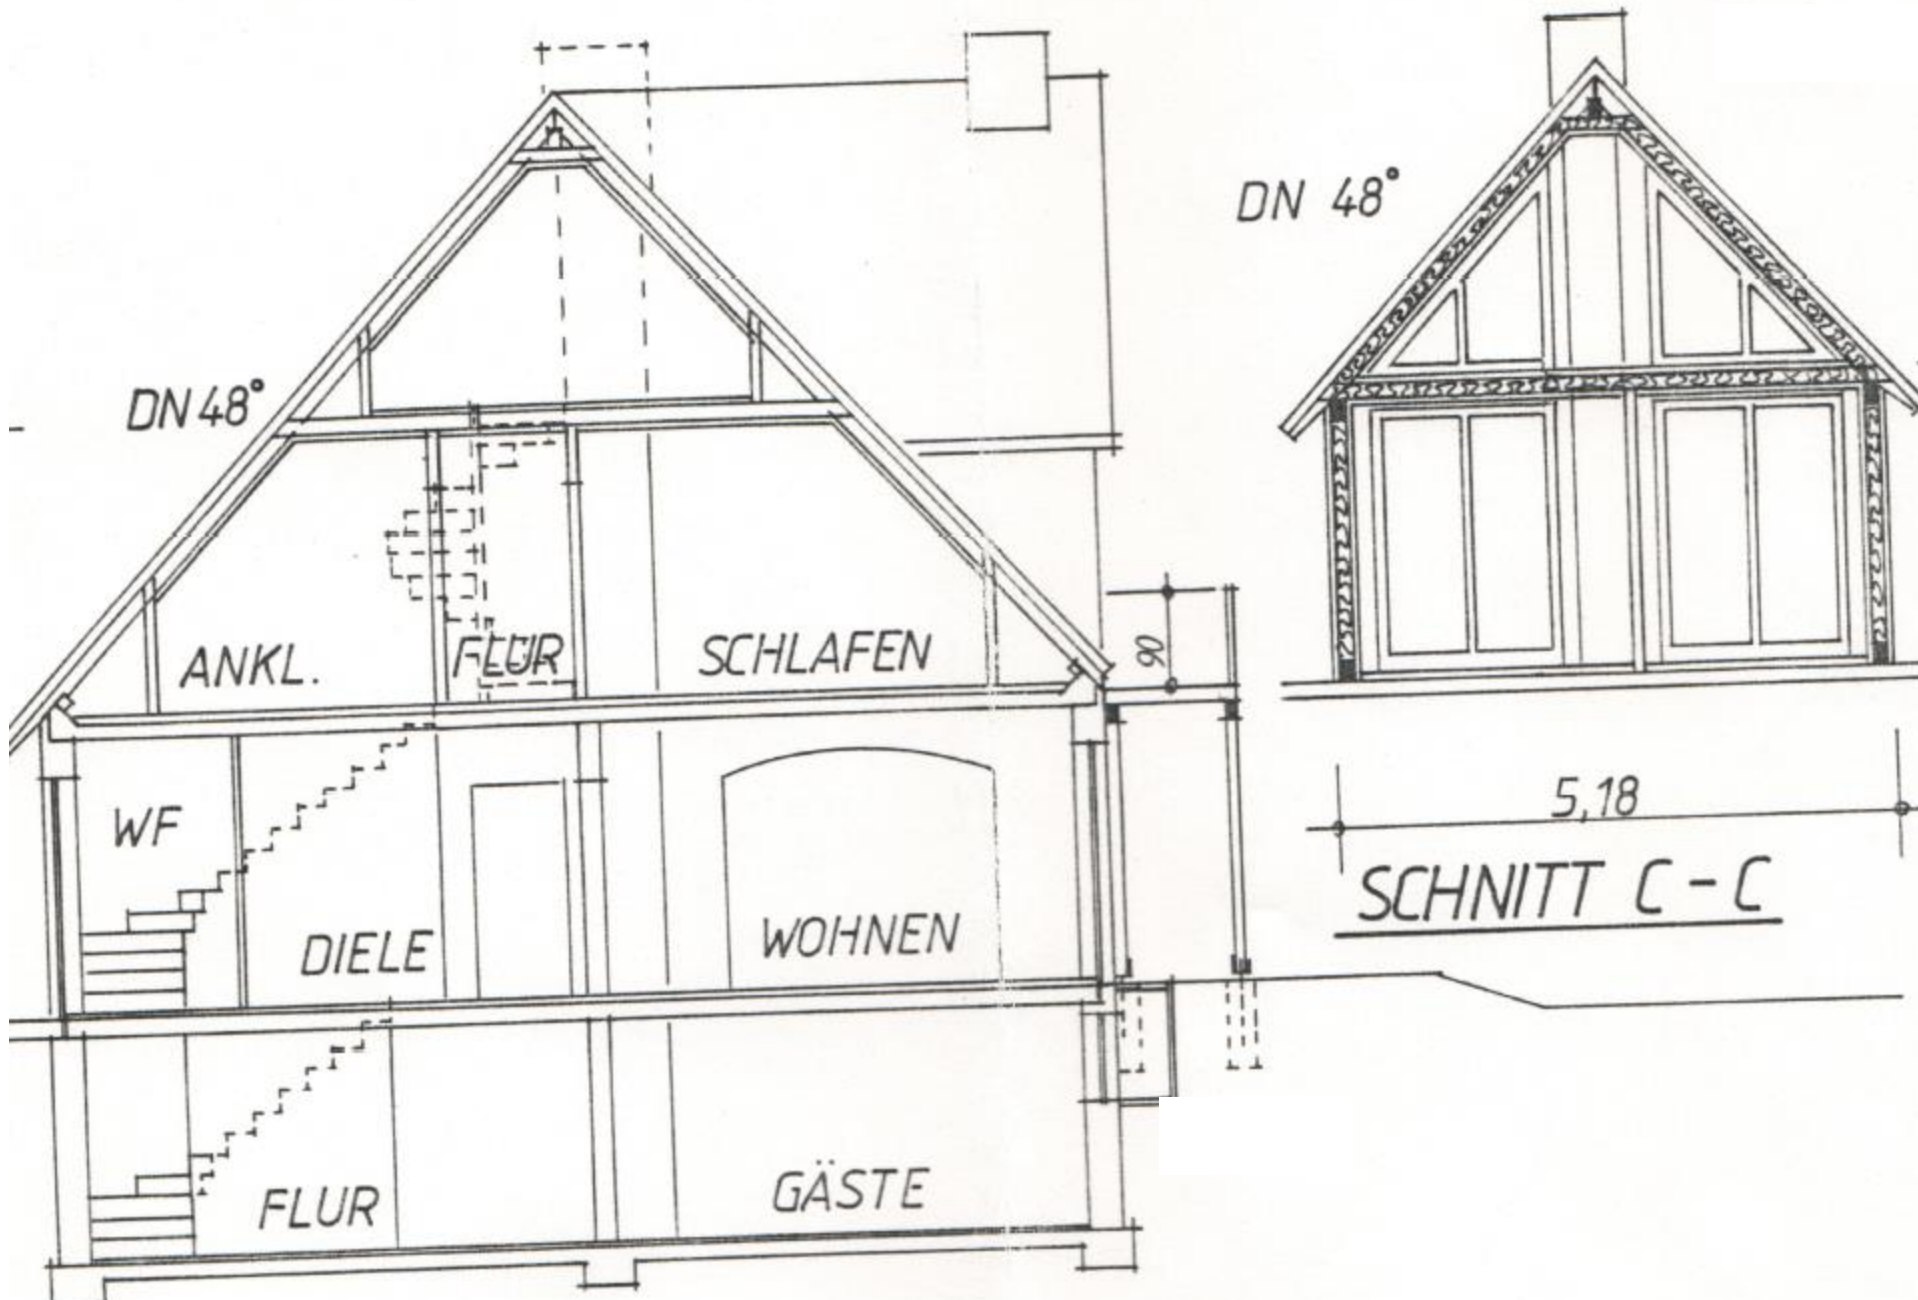 DN 48°
DN 48°
ANKL.
FLUR
SCHLAFEN
90
WF
DIELE
WOHNEN
5,18
SCHNITT C-C
FLUR
GÄSTE